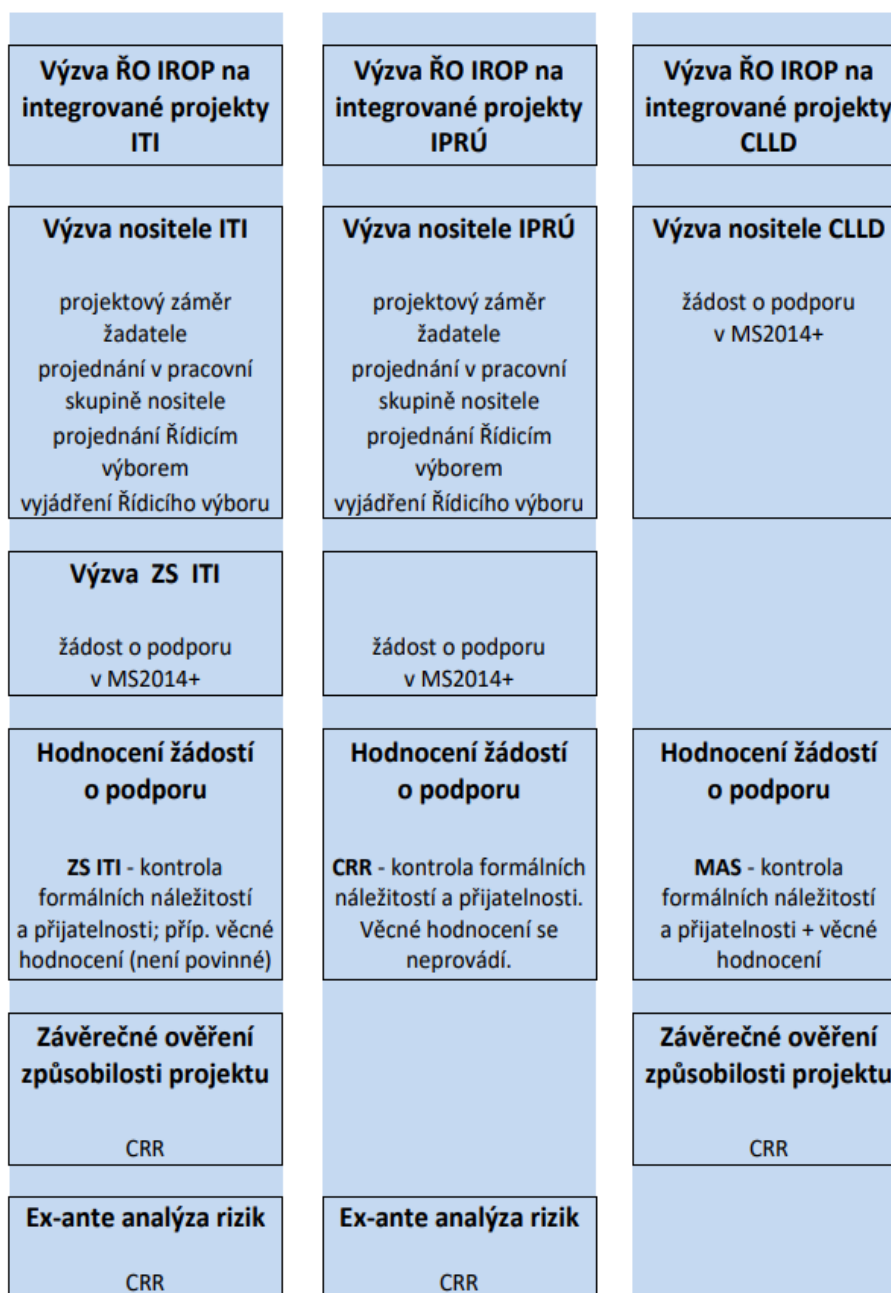 Výzva ŘO IROP na
integrované projekty
ITI
Výzva ŘO IROP na
integrované projekty
IPRÚ
Výzva ŘO IROP na
integrované projekty
CLLD
Výzva nositele ITI
projektový záměr
žadatele
projednání v pracovní
skupině nositele
projednání Řídicím
výborem
vyjádření Řídicího výboru
Výzva nositele IPRÚ
projektový záměr
žadatele
projednání v pracovní
skupině nositele
projednání Řídicím
výborem
vyjádření Řídicího výboru
Výzva nositele CLLD
žádost o podporu
v MS2014+
Výzva ZS ITI
žádost o podporu
v MS2014+
žádost o podporu
v MS2014+
Hodnocení žádostí
o podporu
ZS ITI - kontrola
formálních náležitostí
a přijatelnosti; příp. věcné
hodnocení (není povinné)
Hodnocení žádostí
o podporu
CRR - kontrola formálních
náležitostí a přijatelnosti.
Věcné hodnocení se
neprovádí.
Hodnocení žádostí
o podporu
MAS - kontrola
formálních náležitostí
a přijatelnosti + věcné
hodnocení
Závěrečné ověření
způsobilosti projektu
CRR
Závěrečné ověření
způsobilosti projektu
CRR
Ex-ante analýza rizik
CRR
Ex-ante analýza rizik
CRR